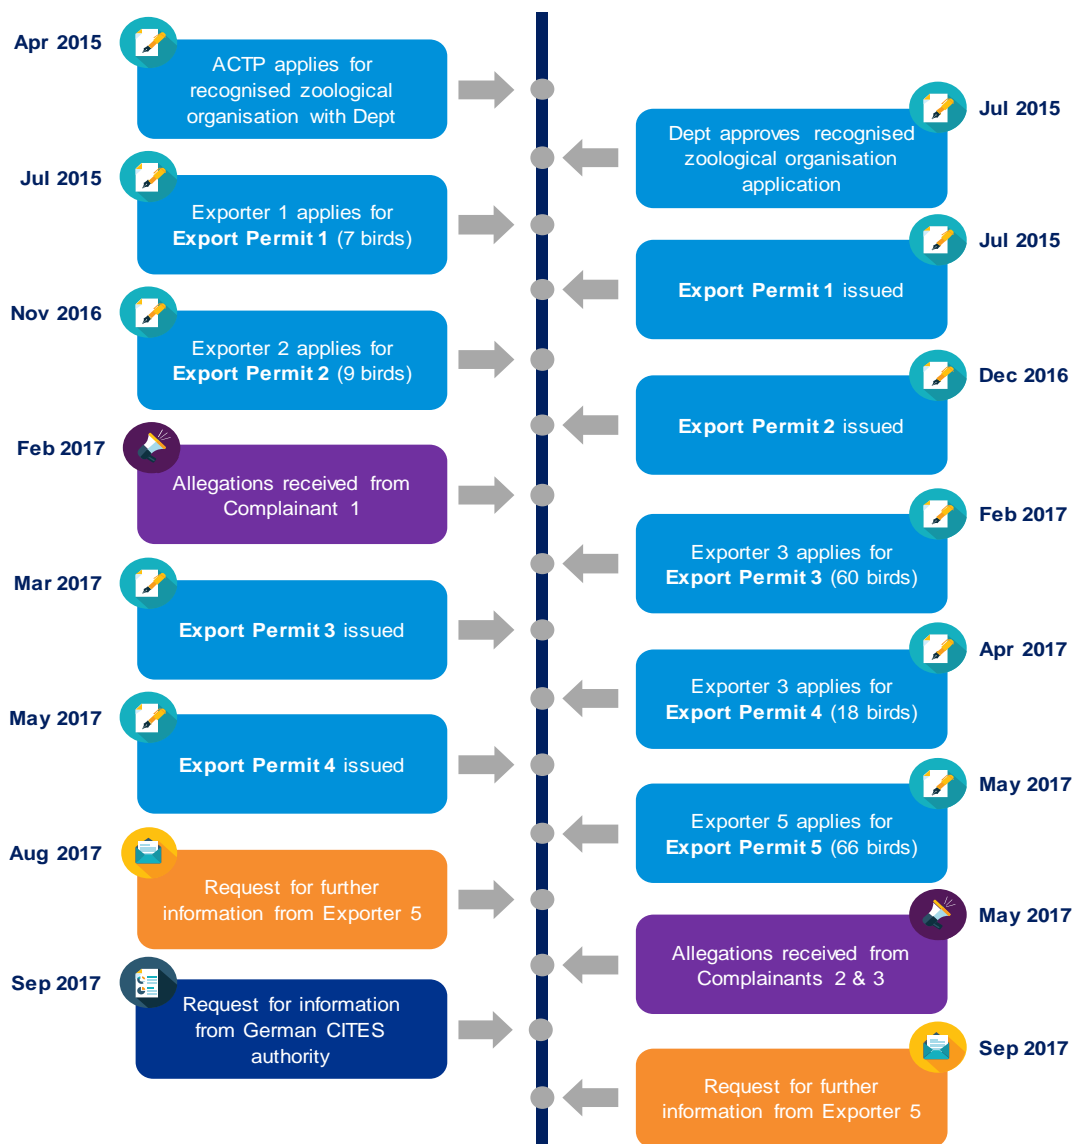 Apr 2015
ACTP applies for
recognised zoological
organisation with Dept
Jul 2015
Dept approves recognised
zoological organisation
application
Jul 2015
Exporter 1 applies for
Export Permit 1 (7 birds)
Jul 2015
Export Permit 1 issued
Nov 2016
Exporter 2 applies for
Export Permit 2 (9 birds)
Dec 2016
Export Permit 2 issued
Feb 2017
Allegations received from
Complainant 1
Feb 2017
Exporter 3 applies for
Export Permit 3 (60 birds)
Mar 2017
Export Permit 3 issued
Apr 2017
Exporter 3 applies for
Export Permit 4 (18 birds)
May 2017
Export Permit 4 issued
May 2017
Exporter 5 applies for
Export Permit 5 (66 birds)
Aug 2017
Request for further
information from Exporter 5
May 2017
Allegations received from
Complainants 2 & 3
Sep 2017
Request for information
from German CITES
authority
Sep 2017
Request for further
information from Exporter 5